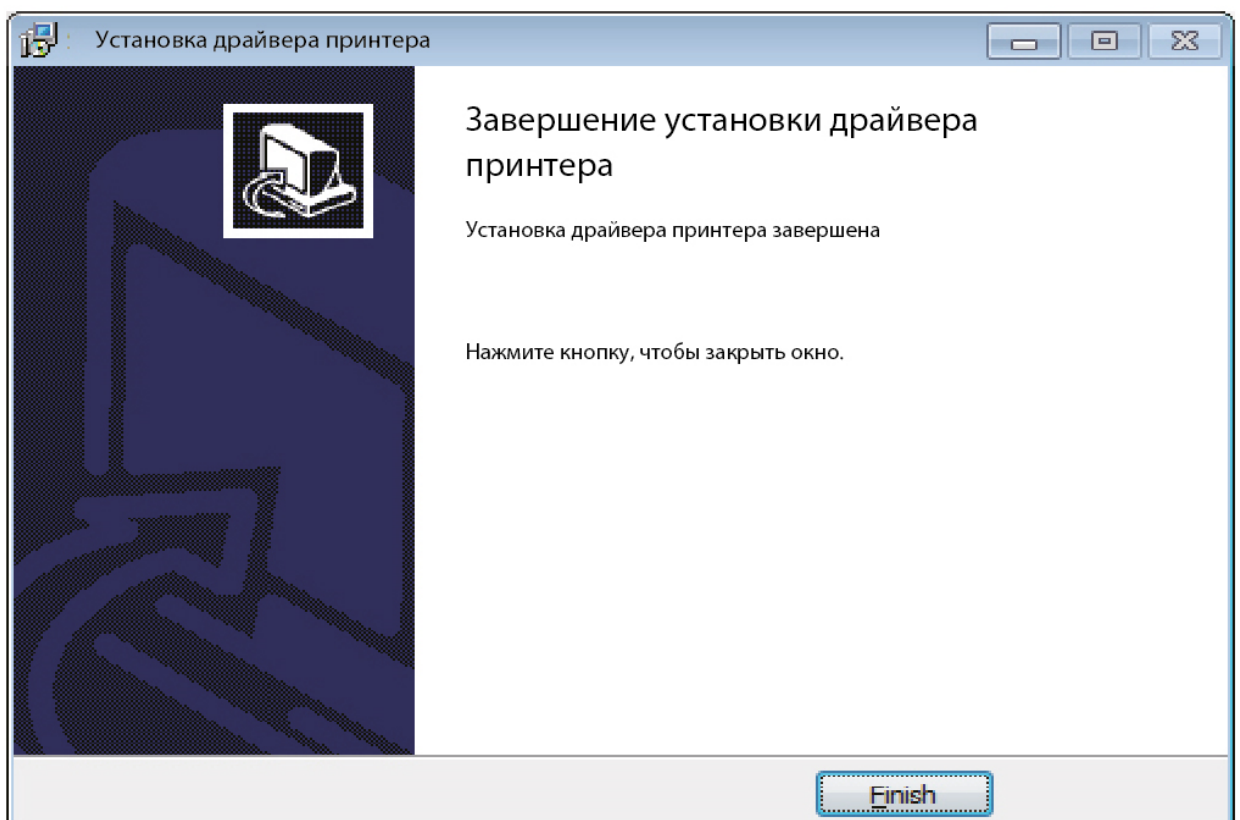 Установка драйвера принтера
Завершение установки драйвера
принтера
Установка драйвера принтера завершена
Нажмите кнопку, чтобы закрыть окно.
Finish